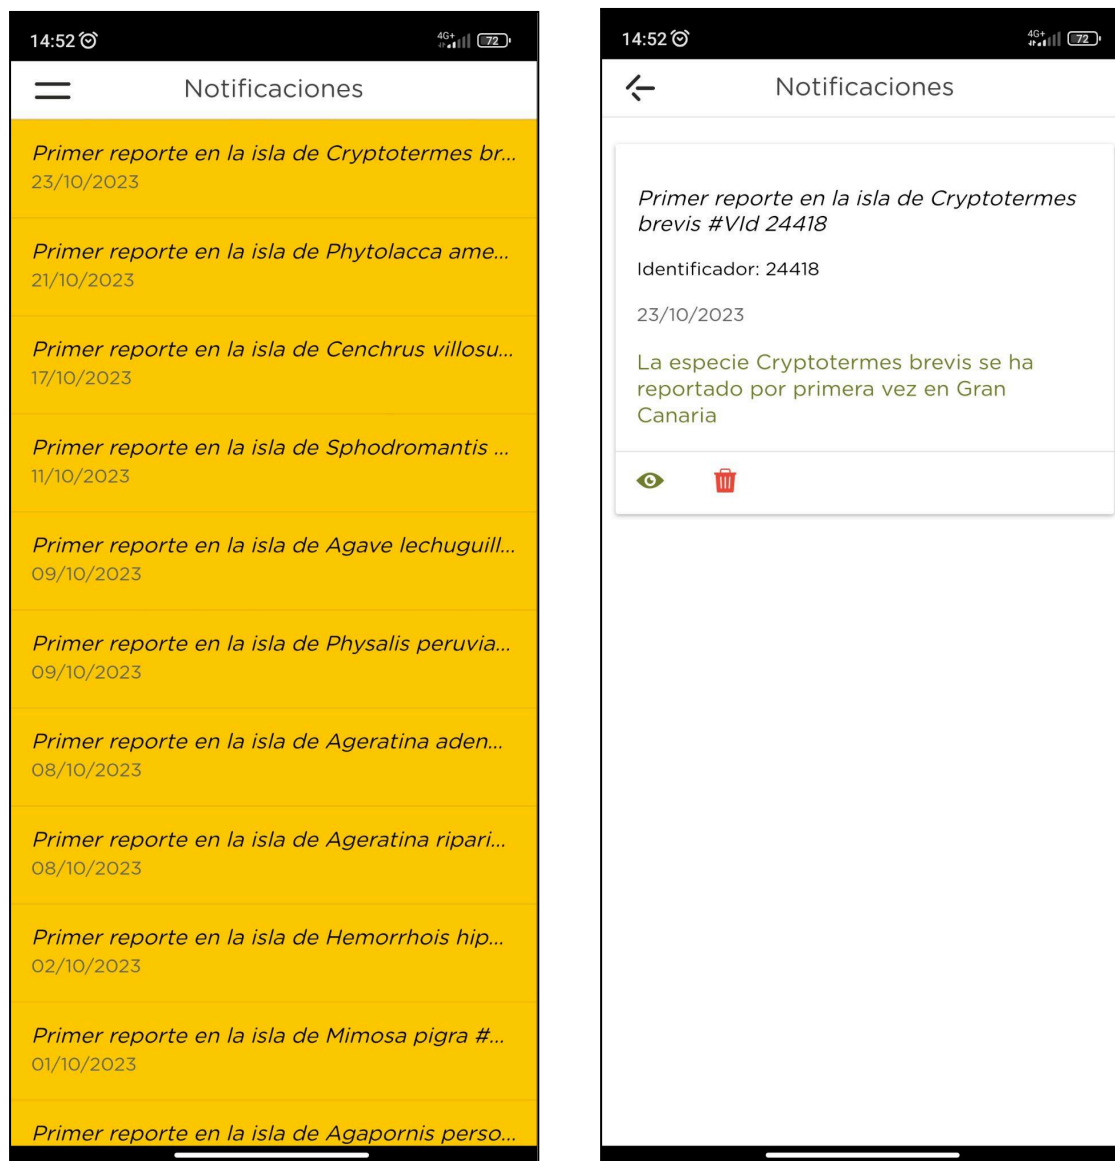 14:52
4G+
72
Notificaciones
Primer reporte en la isla de Cryptotermes br...
23/10/2023
Primer reporte en la isla de Phytolacca ame...
21/10/2023
Primer reporte en la isla de Cenchrus villosu...
17/10/2023
Primer reporte en la isla de Sphodromantis ...
11/10/2023
Primer reporte en la isla de Agave lechuguill...
09/10/2023
Primer reporte en la isla de Physalis peruvia...
09/10/2023
Primer reporte en la isla de Ageratina aden...
08/10/2023
Primer reporte en la isla de Ageratina ripari...
08/10/2023
Primer reporte en la isla de Hemorrhois hip...
02/10/2023
Primer reporte en la isla de Mimosa pigra #...
01/10/2023
Primer reporte en la isla de Agapornis perso...
14:52
4G+
72
Notificaciones
Primer reporte en la isla de Cryptotermes
brevis #VId 24418
Identificador: 24418
23/10/2023
La especie Cryptotermes brevis se ha
reportado por primera vez en Gran
Canaria